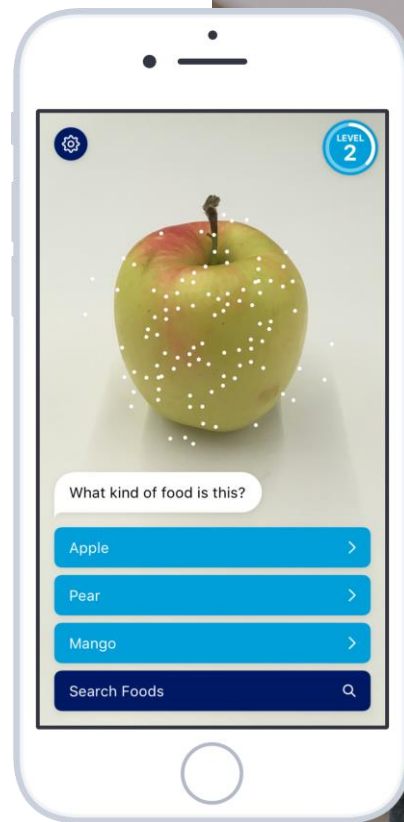 LEVEL
2
What kind of food is this?
Apple
Pear
Mango
Search Foods